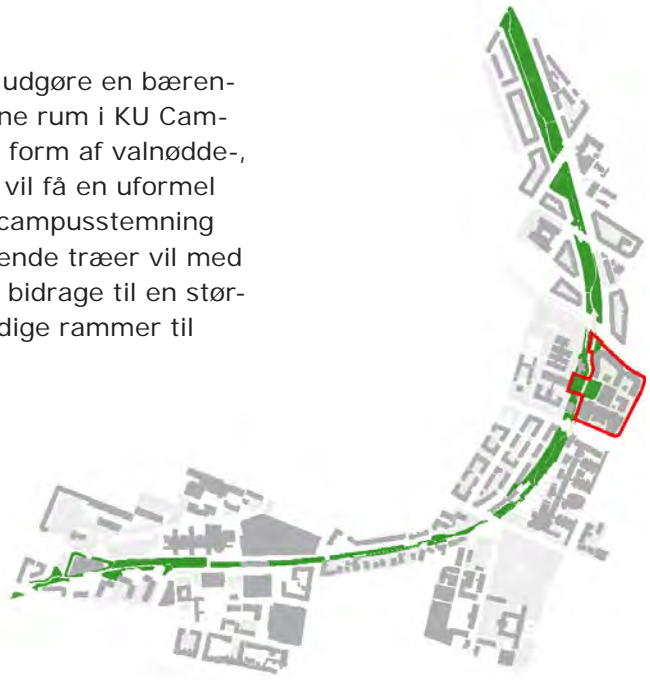 udgøre en bæren-
ne rum i KU Cam-
form af valnødde-,
vil få en uformel
campusstemning
ende træer vil med
bidrage til en stør-
dige rammer til